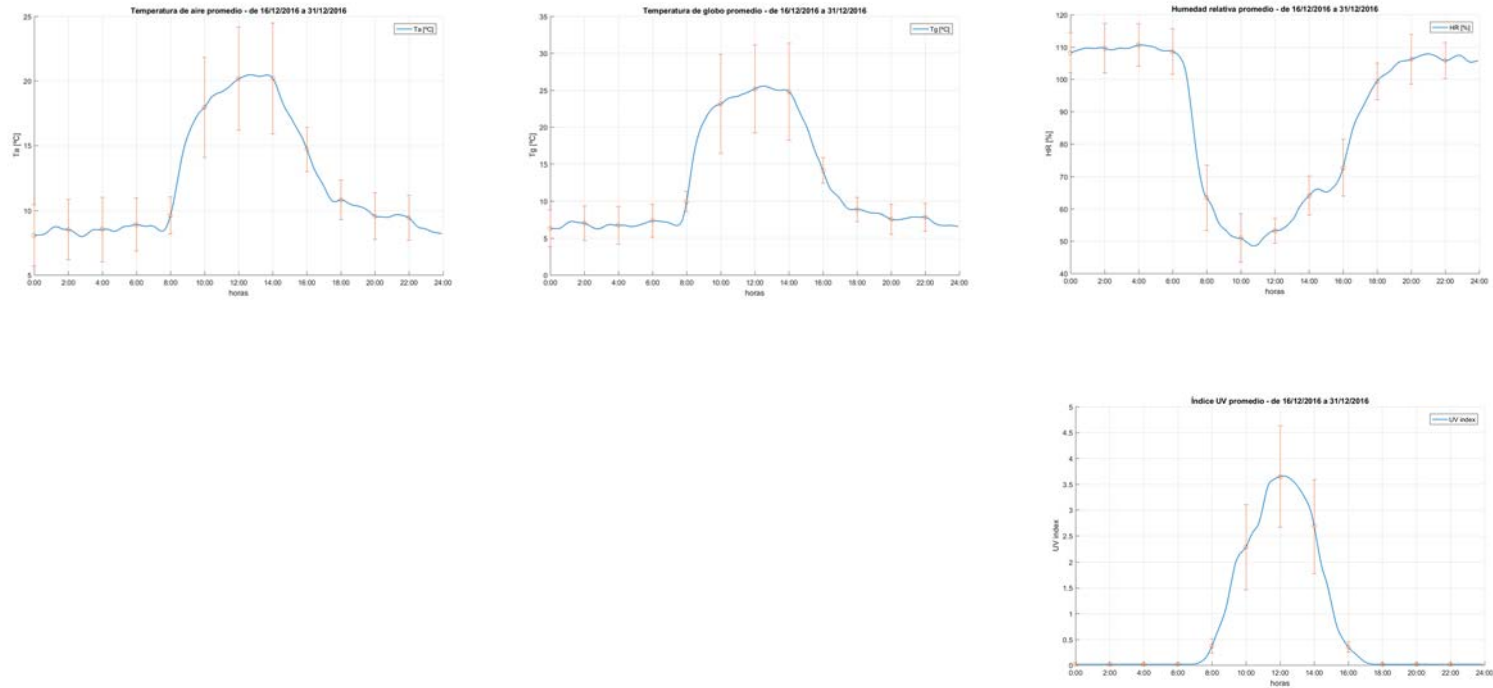 Temperatura de aire promedio - de 16/12/2016 a 31/12/2016
Ta [ºC]
25
20
15
10
5
Ta [ºC]
0:00 2:00 4:00 6:00 8:00 10:00 12:00 14:00 16:00 18:00 20:00 22:00 24:00
horas
Temperatura de globo promedio - de 16/12/2016 a 31/12/2016
Tg [ºC]
35
30
25
20
15
10
5
0
Tg [ºC]
0:00 2:00 4:00 6:00 8:00 10:00 12:00 14:00 16:00 18:00 20:00 22:00 24:00
horas
Humedad relativa promedio - de 16/12/2016 a 31/12/2016
HR [%]
120
110
100
90
80
70
60
50
40
HR [%]
0:00 2:00 4:00 6:00 8:00 10:00 12:00 14:00 16:00 18:00 20:00 22:00 24:00
horas
Índice UV promedio - de 16/12/2016 a 31/12/2016
UV index
5
4.5
4
3.5
3
2.5
2
1.5
1
0.5
0
UV index
0:00 2:00 4:00 6:00 8:00 10:00 12:00 14:00 16:00 18:00 20:00 22:00 24:00
horas